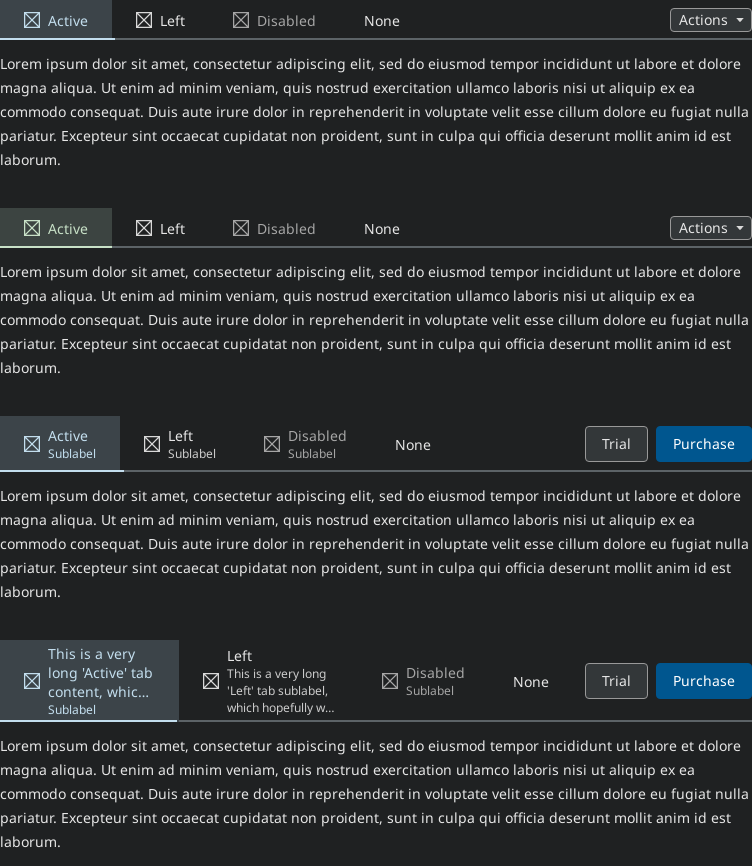 Active Left Disabled None Actions
Lorem ipsum dolor sit amet, consectetur adipiscing elit, sed do eiusmod tempor incididunt ut labore et dolore
magna aliqua. Ut enim ad minim veniam, quis nostrud exercitation ullamco laboris nisi ut aliquip ex ea
commodo consequat. Duis aute irure dolor in reprehenderit in voluptate velit esse cillum dolore eu fugiat nulla
pariatur. Excepteur sint occaecat cupidatat non proident, sunt in culpa qui officia deserunt mollit anim id est
laborum.
Active Left Disabled None Actions
Lorem ipsum dolor sit amet, consectetur adipiscing elit, sed do eiusmod tempor incididunt ut labore et dolore
magna aliqua. Ut enim ad minim veniam, quis nostrud exercitation ullamco laboris nisi ut aliquip ex ea
commodo consequat. Duis aute irure dolor in reprehenderit in voluptate velit esse cillum dolore eu fugiat nulla
pariatur. Excepteur sint occaecat cupidatat non proident, sunt in culpa qui officia deserunt mollit anim id est
laborum.
Active
Sublabel
Left
Sublabel
Disabled
Sublabel
None
Trial
Purchase
Lorem ipsum dolor sit amet, consectetur adipiscing elit, sed do eiusmod tempor incididunt ut labore et dolore
magna aliqua. Ut enim ad minim veniam, quis nostrud exercitation ullamco laboris nisi ut aliquip ex ea
commodo consequat. Duis aute irure dolor in reprehenderit in voluptate velit esse cillum dolore eu fugiat nulla
pariatur. Excepteur sint occaecat cupidatat non proident, sunt in culpa qui officia deserunt mollit anim id est
laborum.
This is a very
long 'Active' tab
content, whic...
Sublabel
Left
This is a very long
'Left' tab sublabel,
which hopefully w...
Disabled
Sublabel
None
Trial
Purchase
Lorem ipsum dolor sit amet, consectetur adipiscing elit, sed do eiusmod tempor incididunt ut labore et dolore
magna aliqua. Ut enim ad minim veniam, quis nostrud exercitation ullamco laboris nisi ut aliquip ex ea
commodo consequat. Duis aute irure dolor in reprehenderit in voluptate velit esse cillum dolore eu fugiat nulla
pariatur. Excepteur sint occaecat cupidatat non proident, sunt in culpa qui officia deserunt mollit anim id est
laborum.